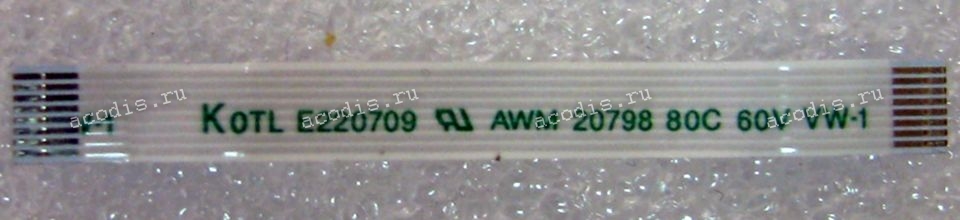 acodis.ru acodis.ru acodis.ru
KOTL E220709 AWM 20798 80C 60V VW-1